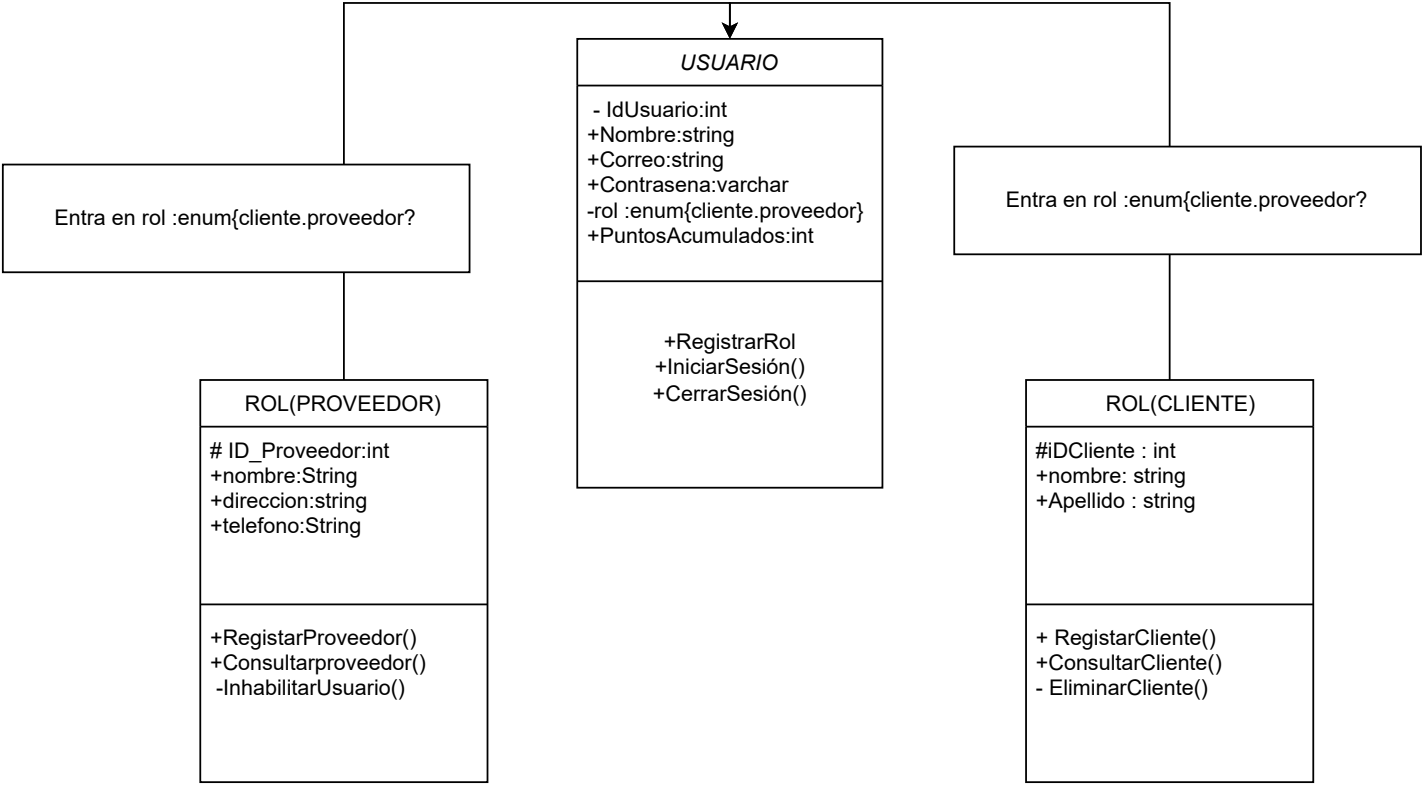 USUARIO
- IdUsuario:int
+Nombre:string
+Correo:string
+Contrasena:varchar
-rol :enum{cliente.proveedor}
+PuntosAcumulados:int
+RegistrarRol
+IniciarSesión()
+CerrarSesión()
Entra en rol :enum{cliente.proveedor?
Entra en rol :enum{cliente.proveedor?
ROL(PROVEEDOR)
# ID_Proveedor:int
+nombre:String
+direccion:string
+telefono:String
+RegistarProveedor()
+Consultarproveedor()
-InhabilitarUsuario()
ROL(CLIENTE)
#iDCliente : int
+nombre: string
+Apellido : string
+ RegistarCliente()
+ConsultarCliente()
- EliminarCliente()